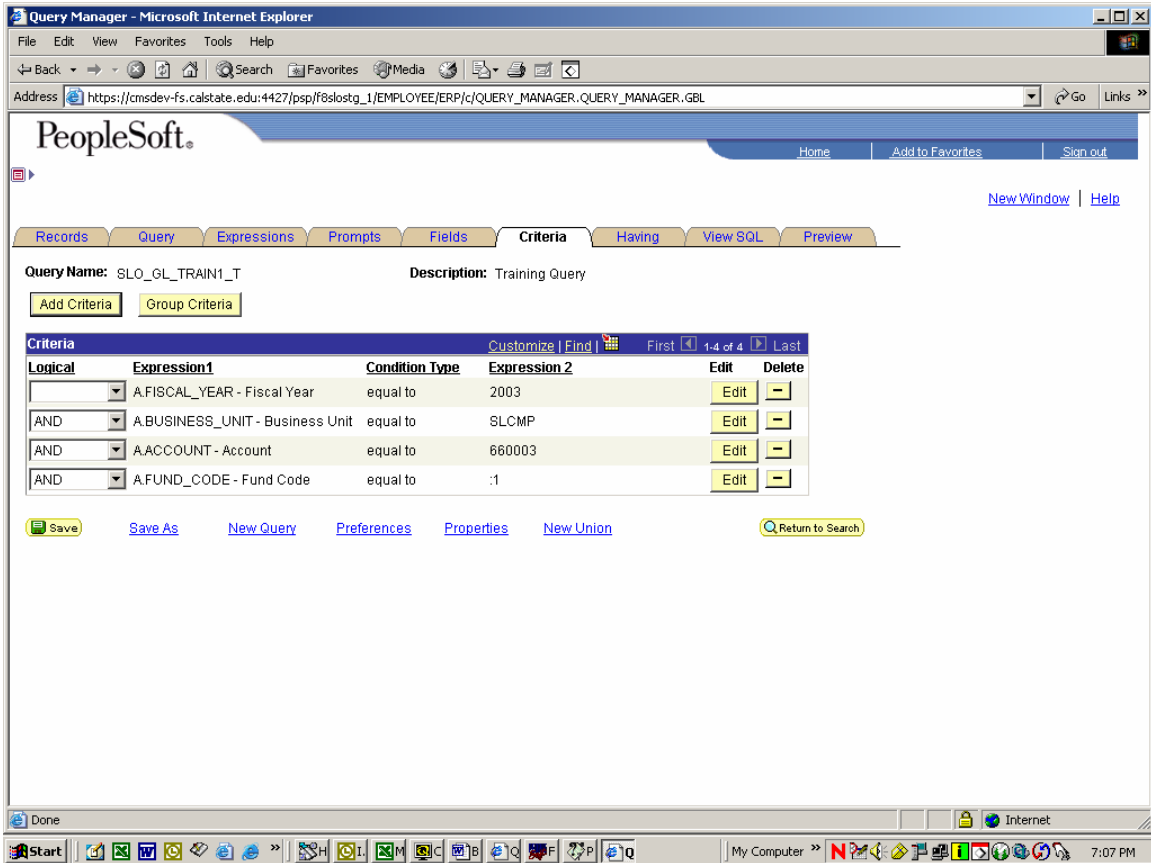 Query Manager - Microsoft Internet Explorer
File Edit View Favorites Tools Help
Back Search Favorites Media
Address https://cmsdev-fs.calstate.edu:4427/psp/f8slostg_1/EMPLOYEE/ERP/c/QUERY_MANAGER.QUERY_MANAGER.GBL Go Links »
PeopleSoft.
Home Add to Favorites Sign out
New Window | Help
Records Query Expressions Prompts Fields Criteria Having View SQL Preview
Query Name: SLO_GL_TRAIN1_T Description: Training Query
Add Criteria Group Criteria
Criteria Customize | Find | First 1-4 of 4 Last
Logical Expression1 Condition Type Expression 2 Edit Delete
A.FISCAL_YEAR - Fiscal Year equal to 2003 Edit
AND A.BUSINESS_UNIT - Business Unit equal to SLCMP Edit
AND A.ACCOUNT - Account equal to 660003 Edit
AND A.FUND_CODE - Fund Code equal to :1 Edit
Save Save As New Query Preferences Properties New Union Return to Search
Done Internet
Start » H I. M C B Q F P Q My Computer » 7:07 PM